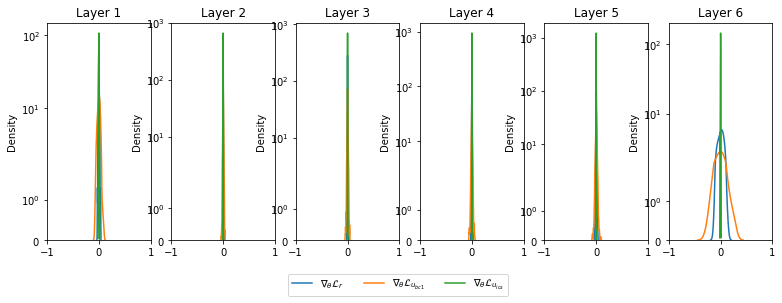 Layer 1 Layer 2 Layer 3 Layer 4 Layer 5 Layer 6
10² 10³ 10³ 10³ 10³ 10²
10² 10² 10² 10²
10¹ 10¹ 10¹ 10¹ 10¹ 10¹
Density Density Density Density Density Density
10⁰ 10⁰ 10⁰ 10⁰ 10⁰ 10⁰
0 0 0 0 0 0
−1 0 1 −1 0 1 −1 0 1 −1 0 1 −1 0 1 −1 0 1
∇θℒr ∇θℒu_bc1 ∇θℒu_ics